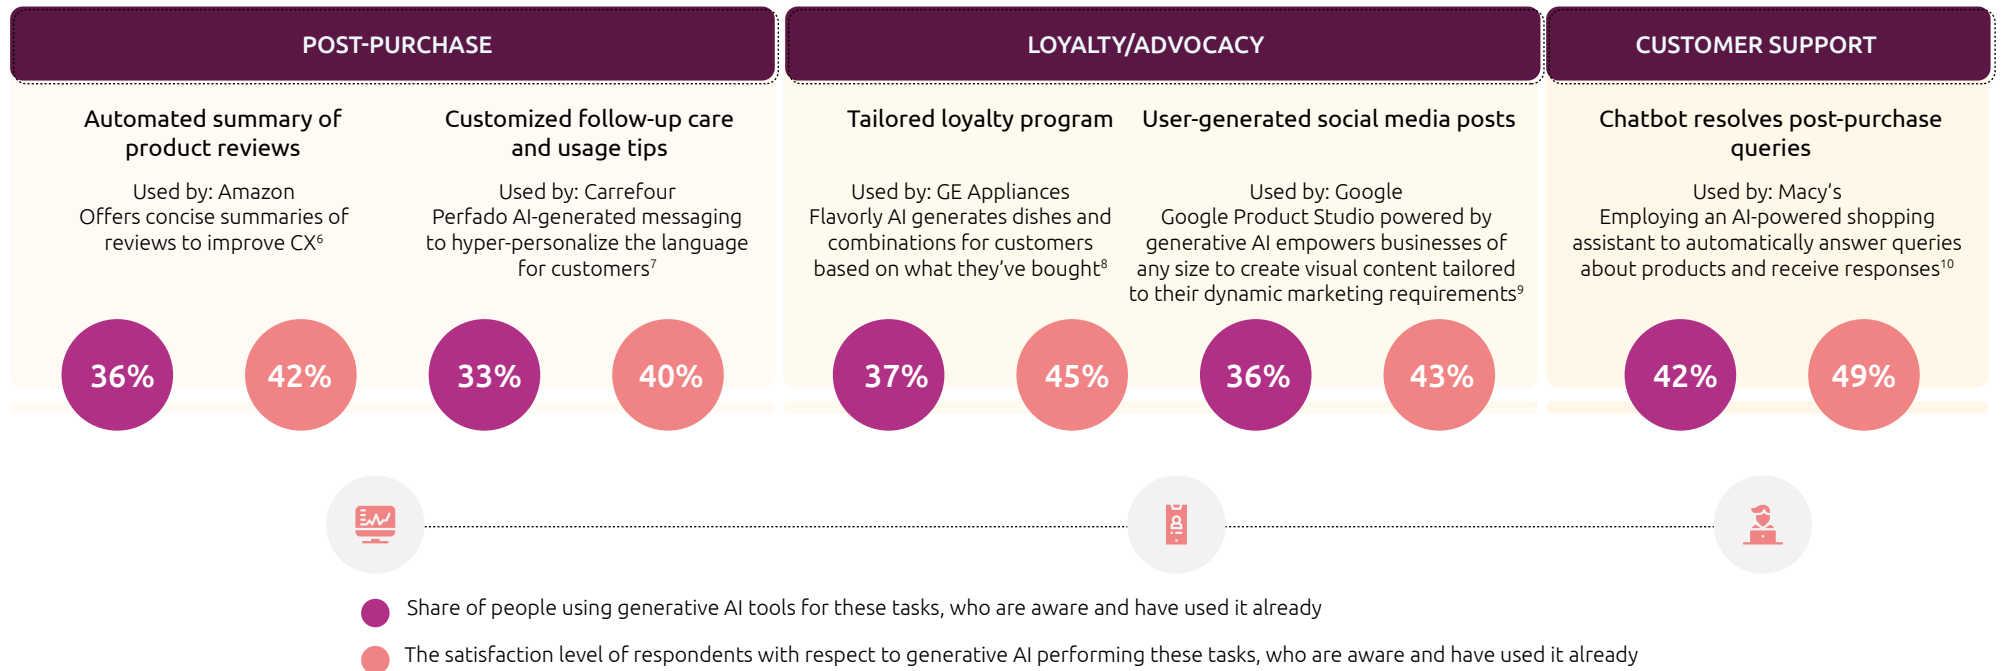 POST-PURCHASE
Automated summary of
product reviews
Used by: Amazon
Offers concise summaries of
reviews to improve CX⁶
36%
42%
Customized follow-up care
and usage tips
Used by: Carrefour
Perfado AI-generated messaging
to hyper-personalize the language
for customers⁷
33%
40%
LOYALTY/ADVOCACY
Tailored loyalty program
Used by: GE Appliances
Flavorly AI generates dishes and
combinations for customers
based on what they’ve bought⁸
37%
45%
User-generated social media posts
Used by: Google
Google Product Studio powered by
generative AI empowers businesses of
any size to create visual content tailored
to their dynamic marketing requirements⁹
36%
43%
CUSTOMER SUPPORT
Chatbot resolves post-purchase
queries
Used by: Macy’s
Employing an AI-powered shopping
assistant to automatically answer queries
about products and receive responses¹⁰
42%
49%
Share of people using generative AI tools for these tasks, who are aware and have used it already
The satisfaction level of respondents with respect to generative AI performing these tasks, who are aware and have used it already